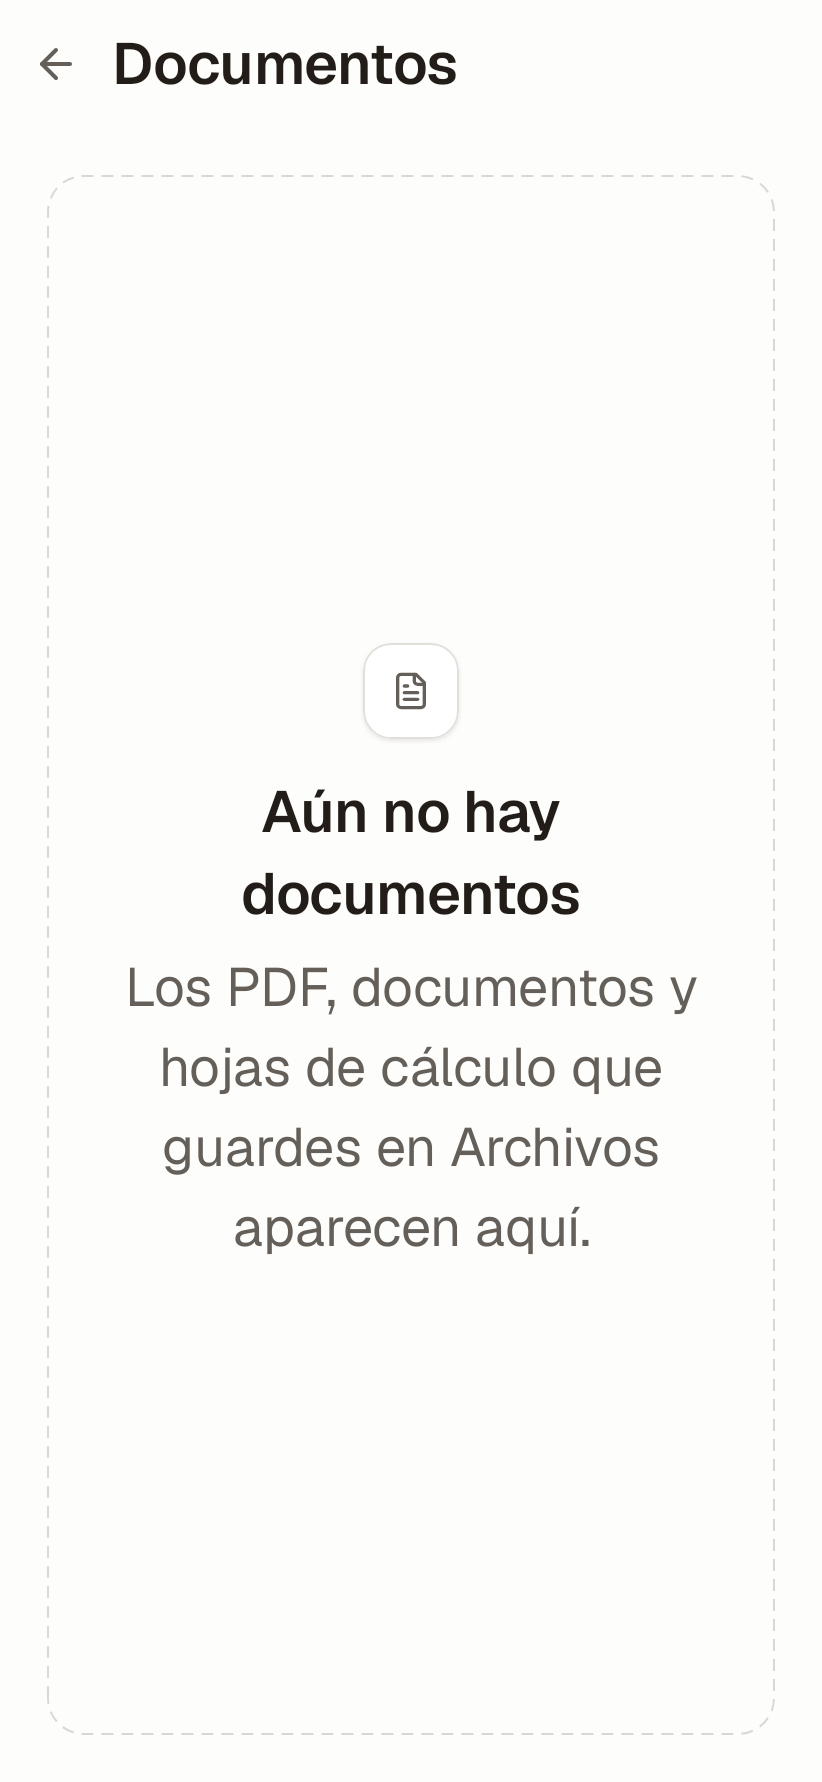 Documentos
Aún no hay
documentos
Los PDF, documentos y
hojas de cálculo que
guardes en Archivos
aparecen aquí.